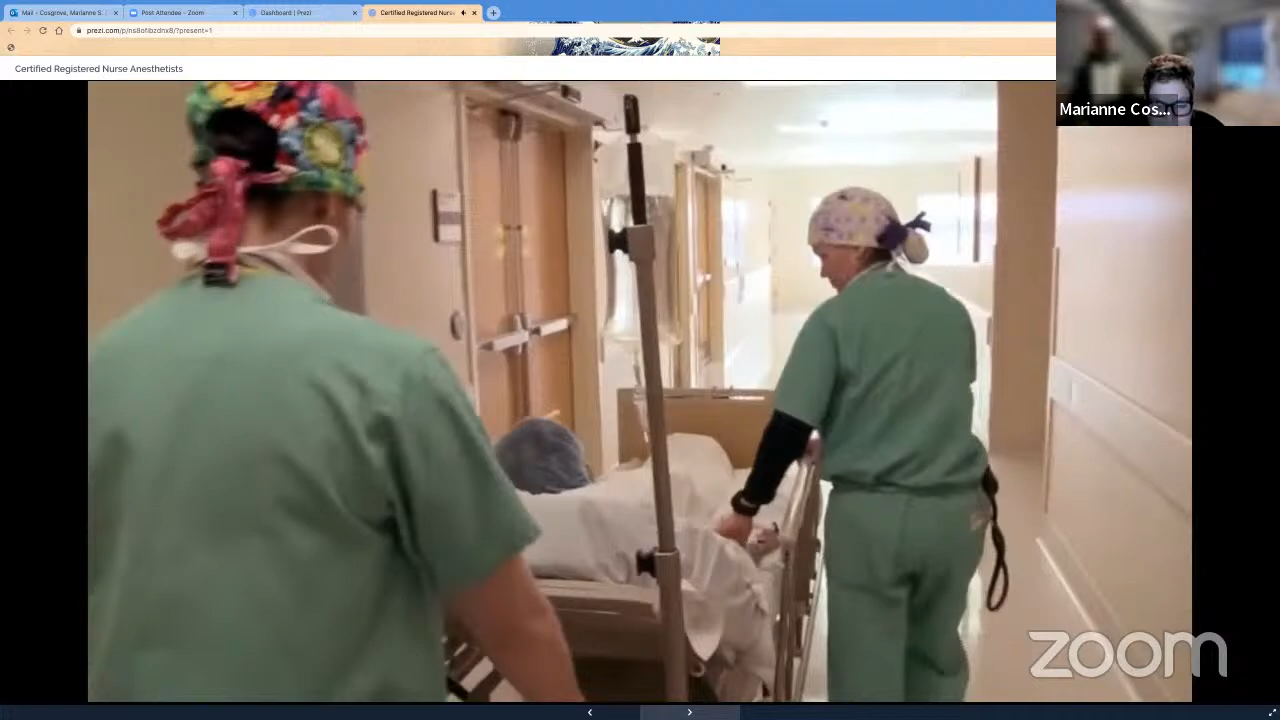 Mail - Cosgrove, Marianne S.
Post Attendee - Zoom
Dashboard | Prezi
Certified Registered Nurse
prezi.com/p/ns8ofibzdnx8/?present=1
Certified Registered Nurse Anesthetists
Marianne Cos...
zoom